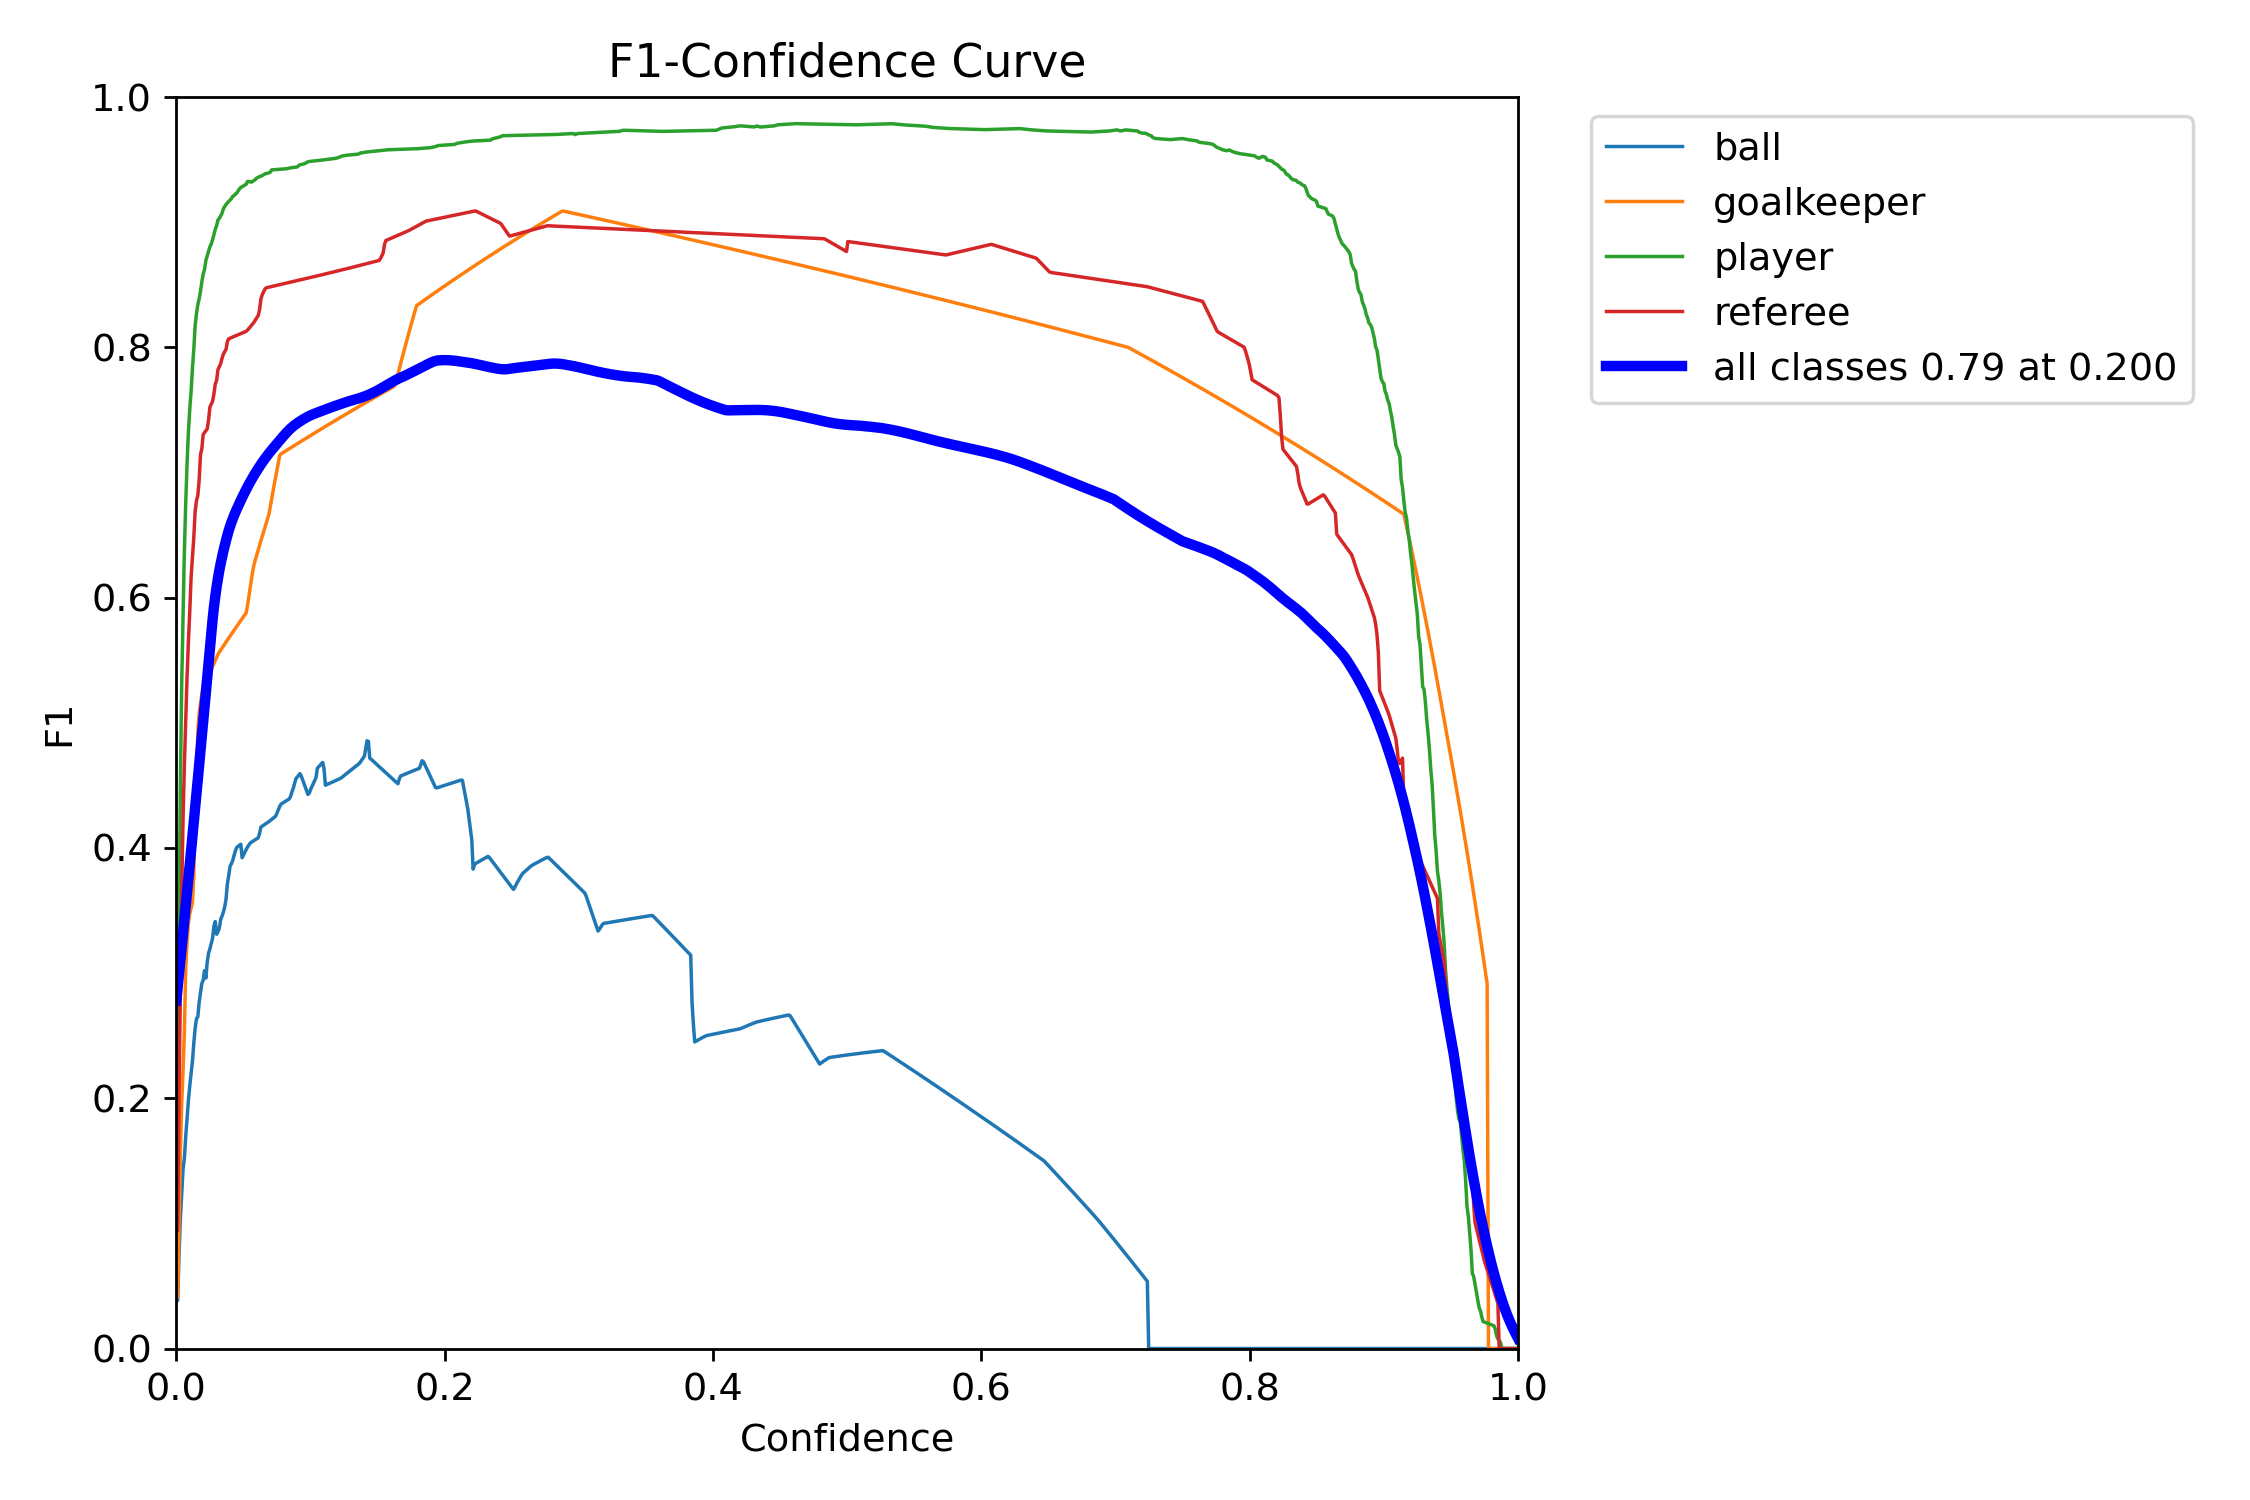 F1-Confidence Curve
1.0
0.8
0.6
0.4
0.2
0.0
F1
0.0 0.2 0.4 0.6 0.8 1.0
Confidence
ball
goalkeeper
player
referee
all classes 0.79 at 0.200